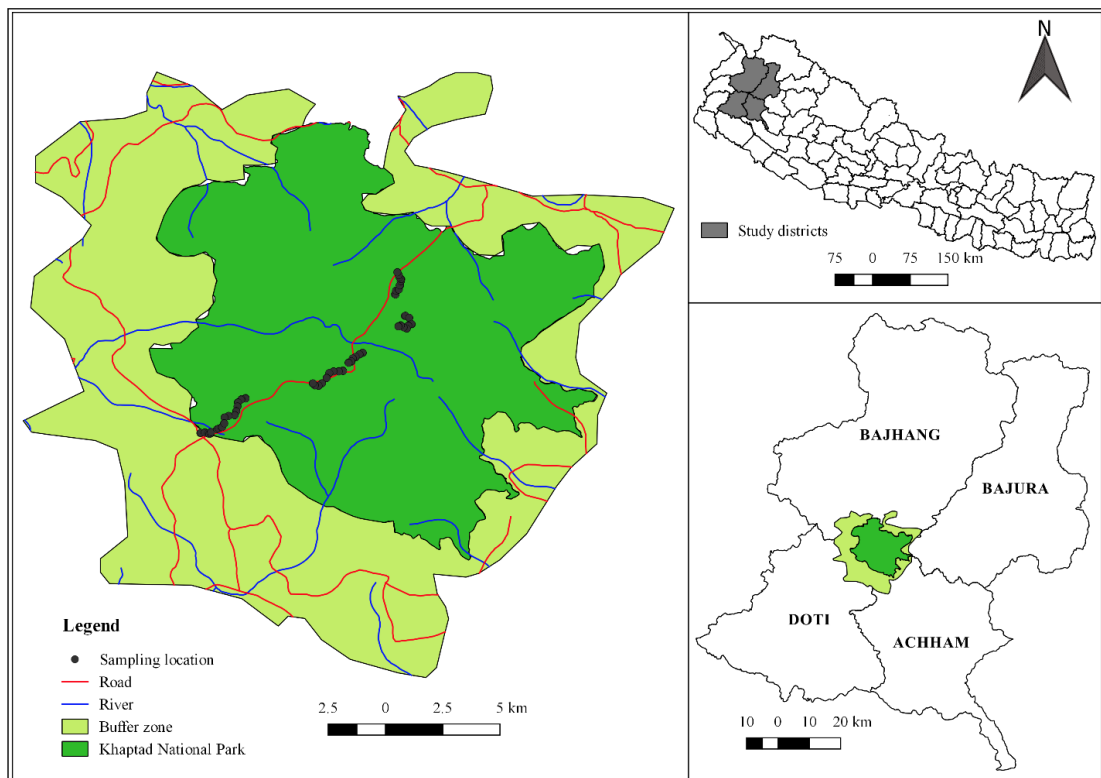 Legend
Sampling location
Road
River
Buffer zone
Khaptad National Park
2.5 0 2.5 5 km
N
Study districts
75 0 75 150 km
BAJHANG
BAJURA
DOTI
ACHHAM
10 0 10 20 km